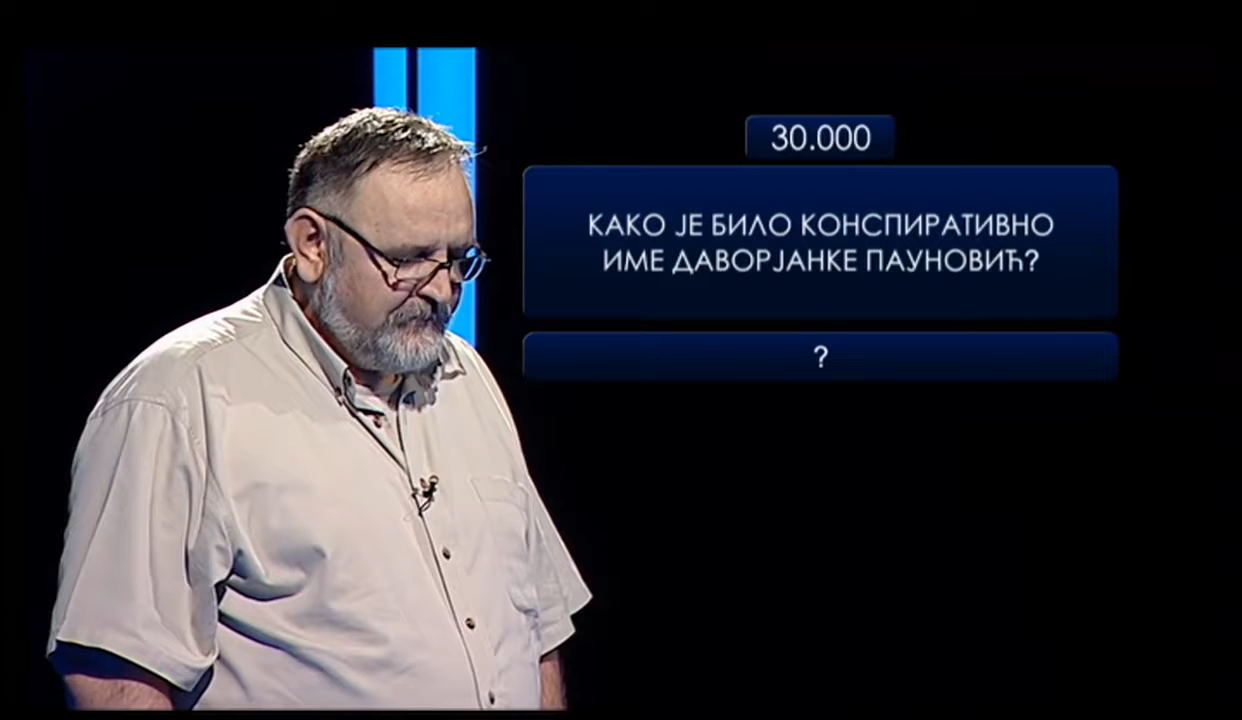 30.000
КАКО ЈЕ БИЛО КОНСПИРАТИВНО
ИМЕ ДАВОРЈАНКЕ ПАУНОВИЋ?
?